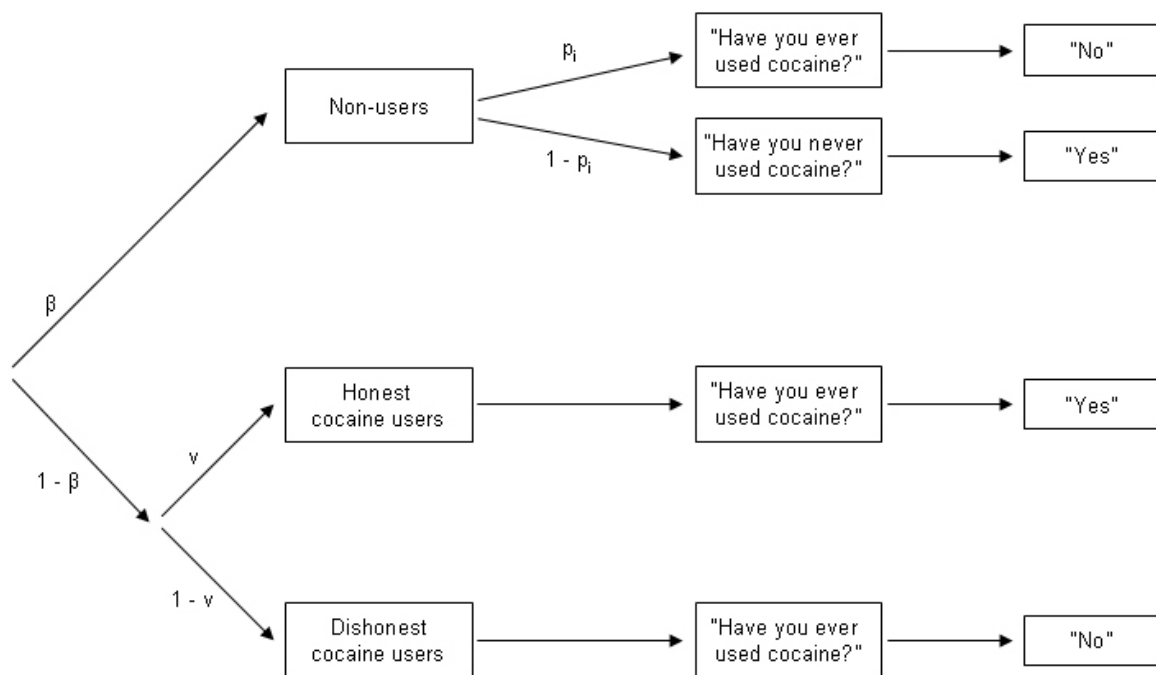 p_i
"Have you ever
used cocaine?"
"No"
Non-users
1 - p_i
"Have you never
used cocaine?"
"Yes"
β
Honest
cocaine users
"Have you ever
used cocaine?"
"Yes"
v
1 - β
1 - v
Dishonest
cocaine users
"Have you ever
used cocaine?"
"No"